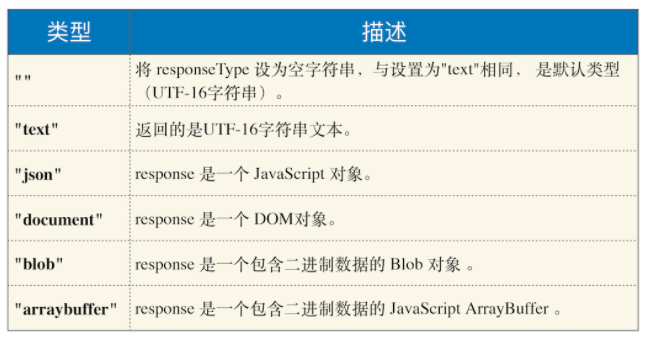 类型 描述
"" 将 responseType 设为空字符串，与设置为"text"相同， 是默认类型
（UTF-16字符串）。
"text" 返回的是UTF-16字符串文本。
"json" response 是一个 JavaScript 对象。
"document" response 是一个 DOM对象。
"blob" response 是一个包含二进制数据的 Blob 对象 。
"arraybuffer" response 是一个包含二进制数据的 JavaScript ArrayBuffer 。